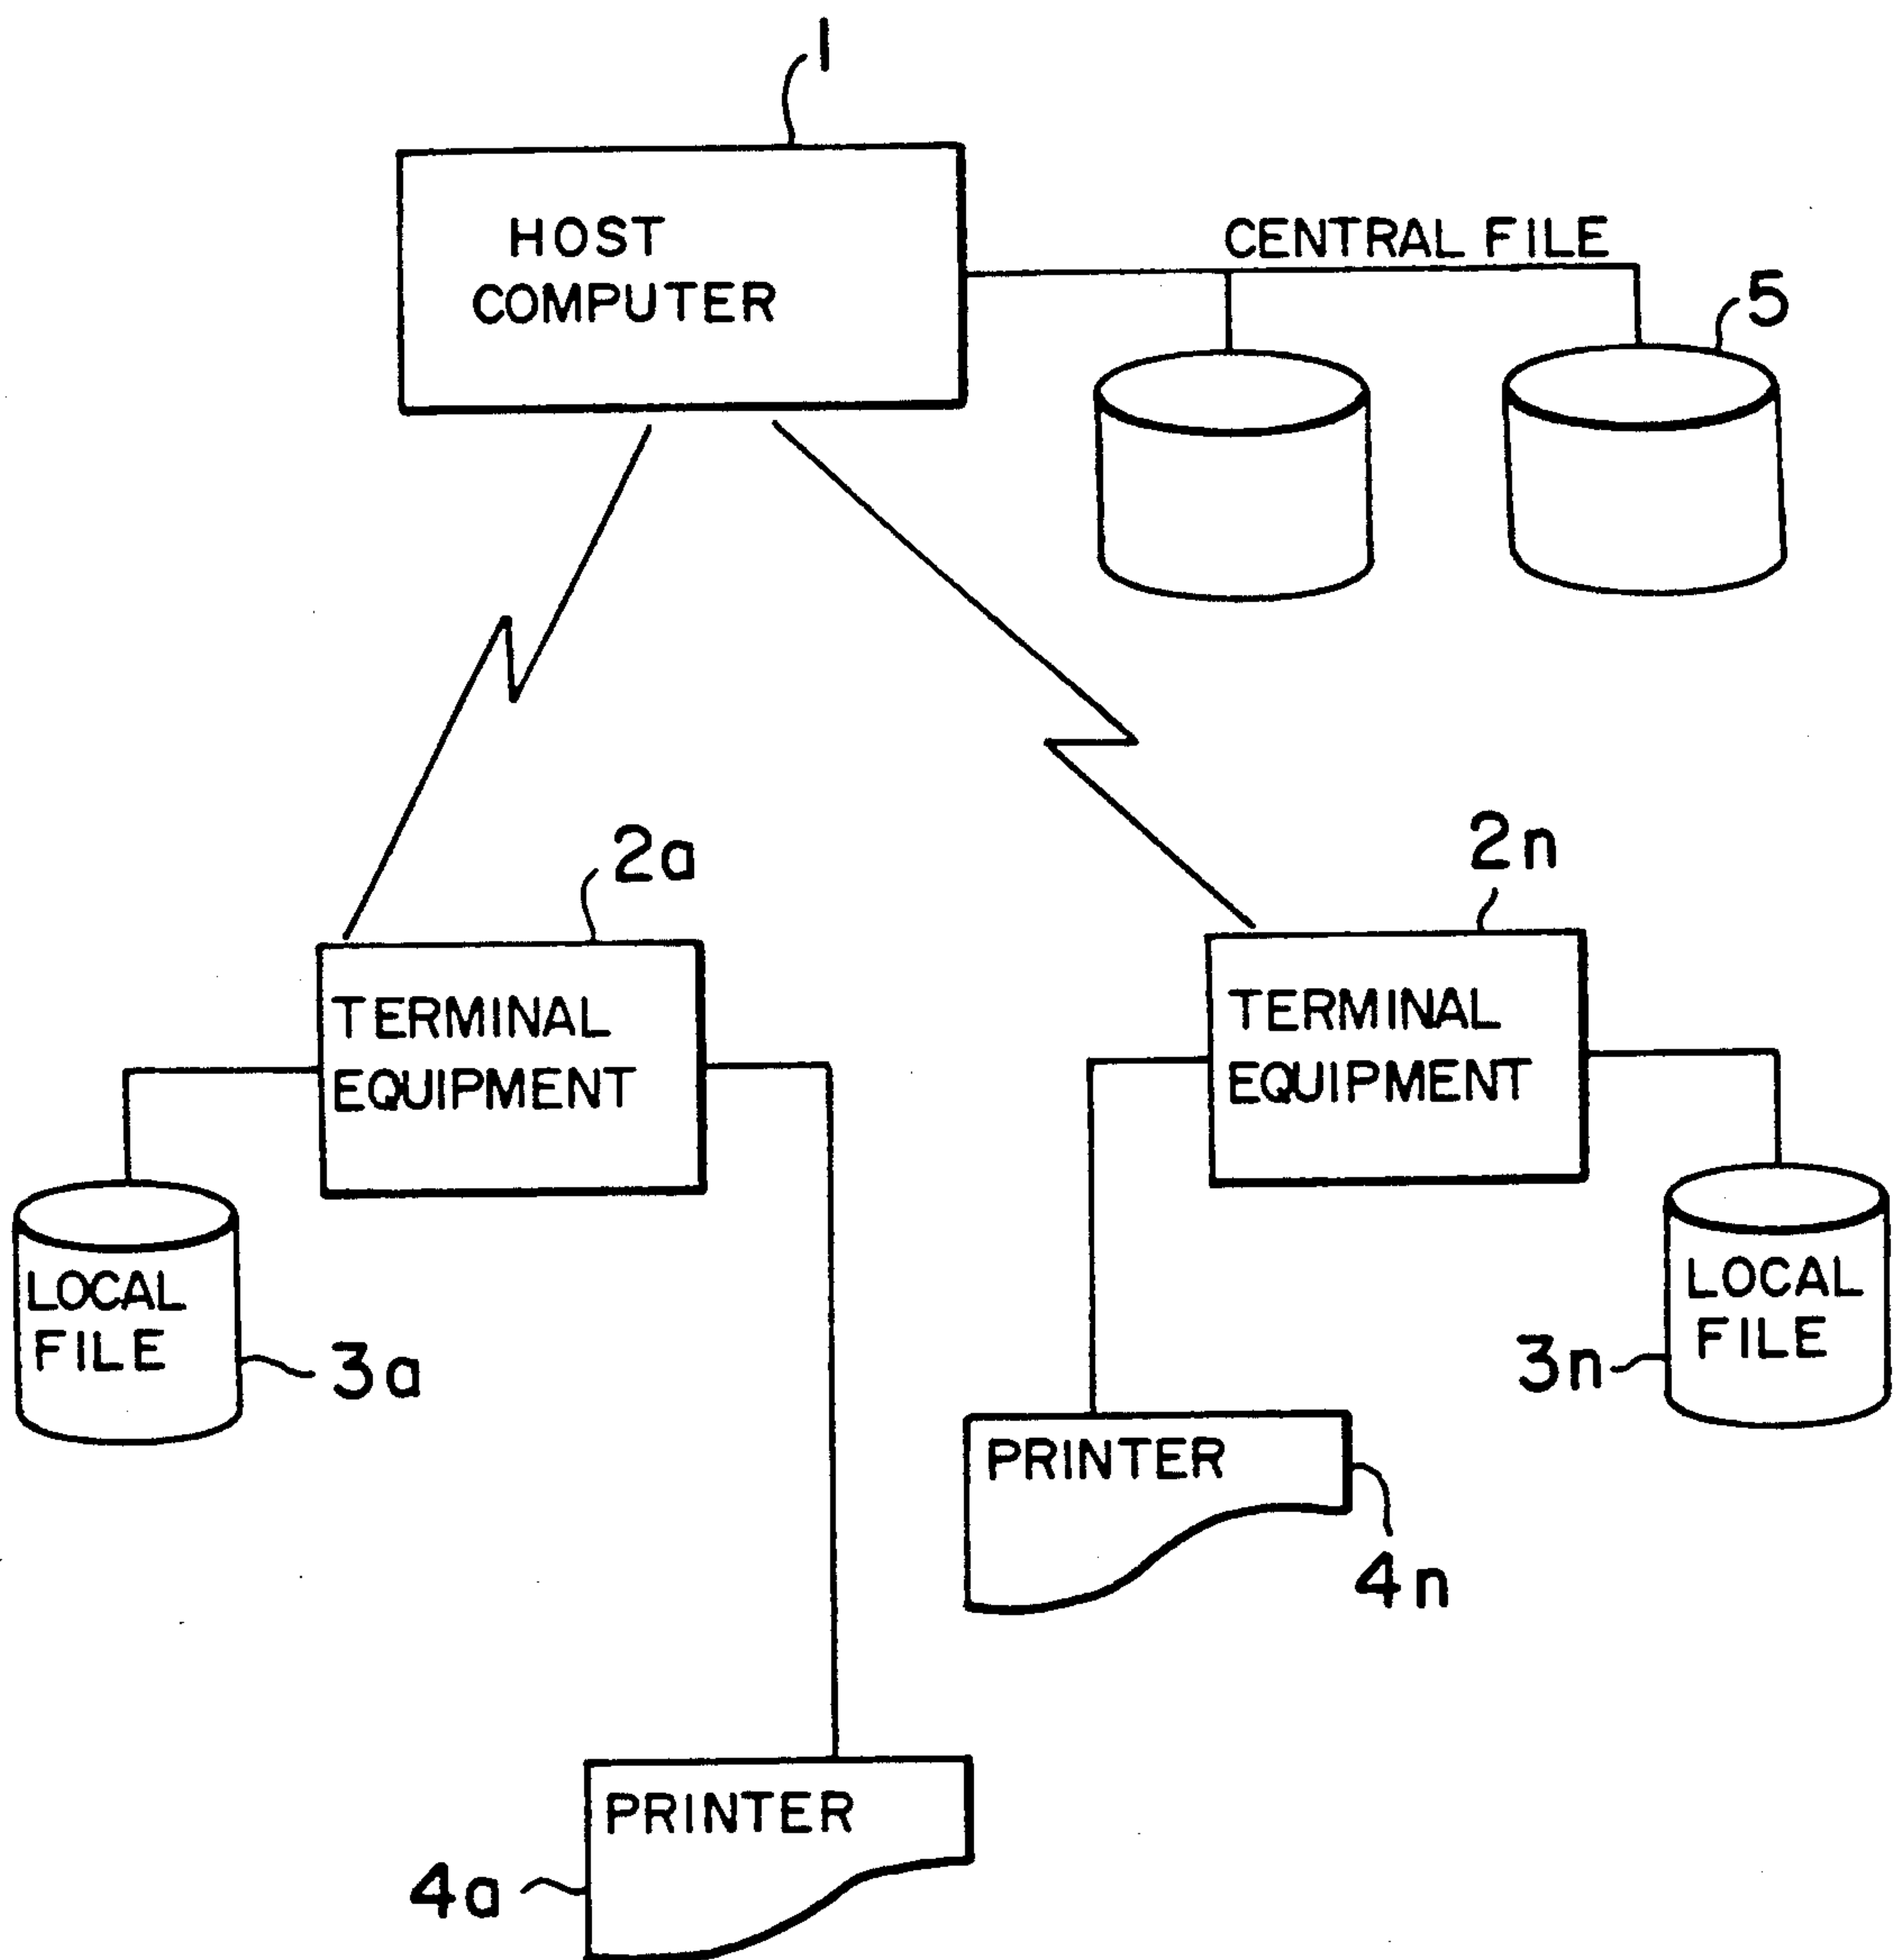 1
HOST
COMPUTER
CENTRAL FILE
5
2a
2n
TERMINAL
EQUIPMENT
TERMINAL
EQUIPMENT
LOCAL
FILE
3a
LOCAL
FILE
3n
PRINTER
4n
PRINTER
4a